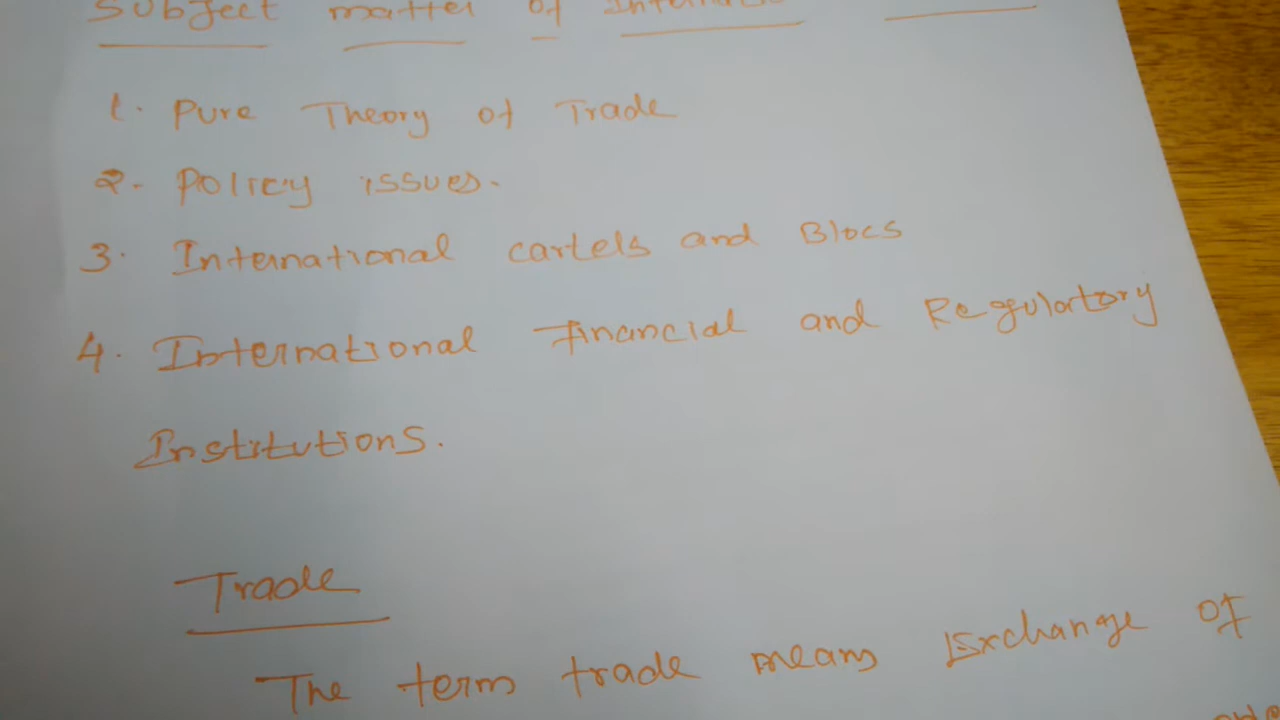 Subject matter of
1. Pure Theory of Trade
2. Policy issues.
3. International cartels and Blocs
4. International Financial and Regulatory
Institutions.
Trade
The term trade means Exchange of